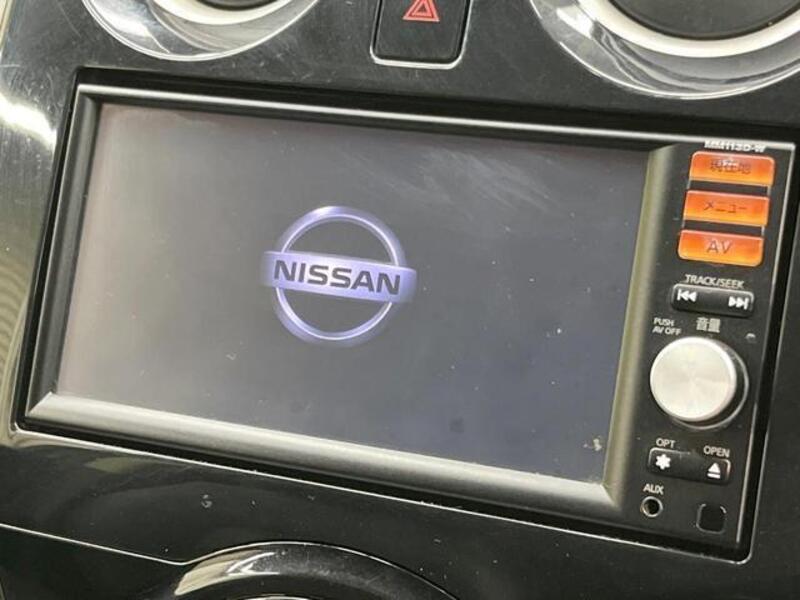 NISSAN
MM113D-W
現在地
メニュー
AV
TRACK/SEEK
PUSH
AV OFF
音量
OPT
OPEN
AUX